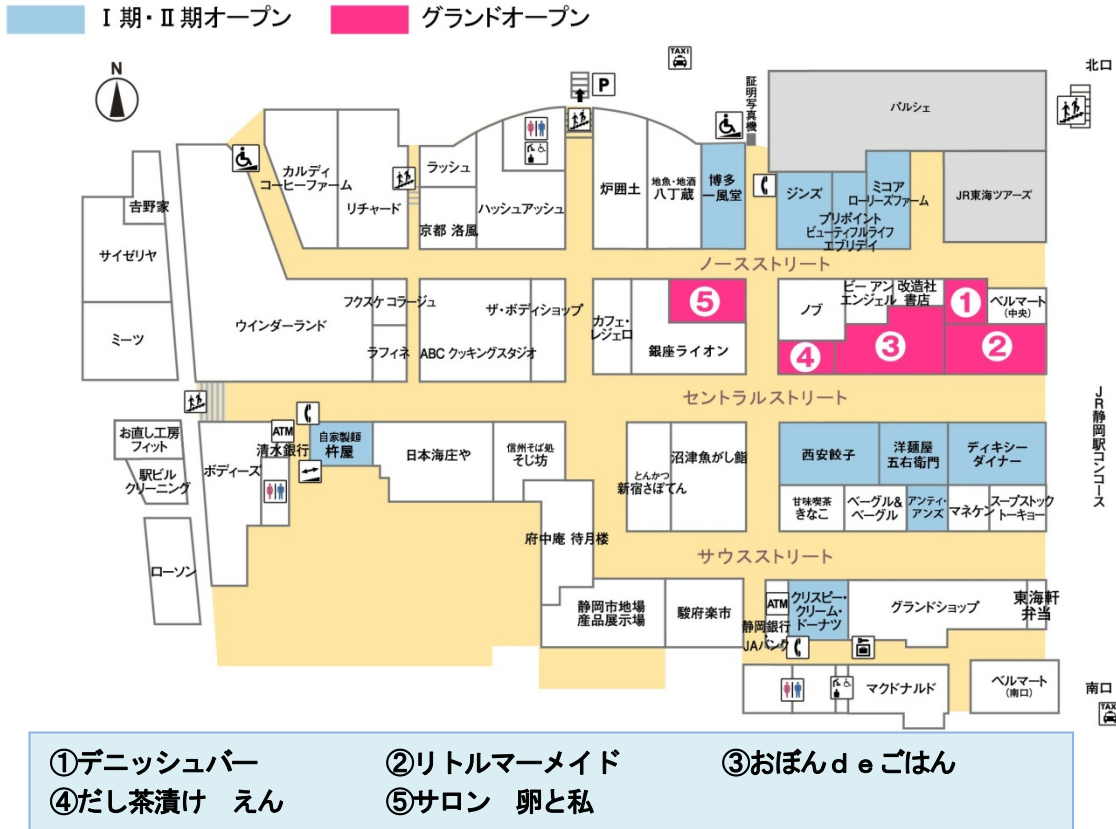 Ⅰ期・Ⅱ期オープン
グランドオープン
N
TAXI
P
証明写真機
北口
パルシェ
吉野家
サイゼリヤ
ミーツ
カルディ
コーヒーファーム
リチャード
ラッシュ
京都 洛風
ハッシュアッシュ
炉囲土
地魚・地酒
八丁蔵
博多
一風堂
ジンズ
プリポイント
ビューティフルライフ
エブリデイ
ミコア
ローリーズファーム
JR東海ツアーズ
ノースストリート
ウインダーランド
フクスケ コラージュ
ラフィネ
ザ・ボディショップ
ABC クッキングスタジオ
カフェ・
レジェロ
⑤
銀座ライオン
ノブ
ビー アン
エンジェル
改造社
書店
①
ベルマート
(中央)
④
③
②
セントラルストリート
JR静岡駅コンコース
お直し工房
フィット
駅ビル
クリーニング
ローソン
ボディーズ
ATM
清水銀行
自家製麺
杵屋
日本海庄や
信州そば処
そじ坊
府中庵 待月楼
とんかつ
新宿さぼてん
沼津魚がし鮨
西安餃子
洋麺屋
五右衛門
ディキシー
ダイナー
甘味喫茶
きなこ
ベーグル&
ベーグル
アンティ・
アンズ
マネケン
スープストック
トーキョー
サウスストリート
静岡市地場
産品展示場
駿府楽市
ATM
静岡銀行
JAバンク
クリスピー・
クリーム・
ドーナツ
グランドショップ
東海軒
弁当
マクドナルド
ベルマート
(南口)
南口
TAXI
①デニッシュバー
②リトルマーメイド
③おぼんｄｅごはん
④だし茶漬け　えん
⑤サロン　卵と私